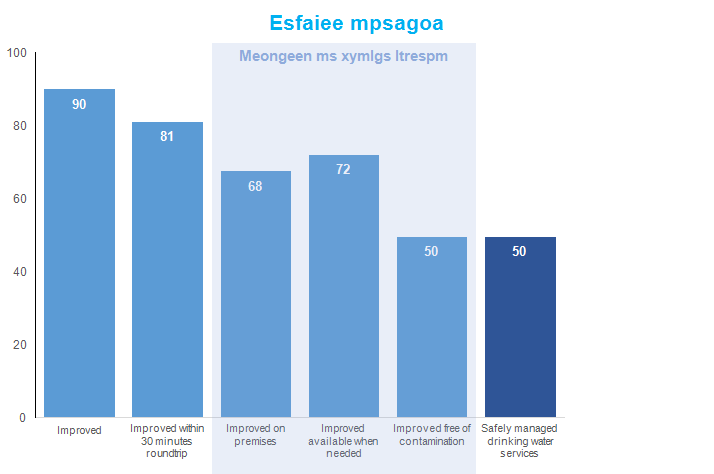 Esfaiee mpsagoa
Meongeen ms xymlgs ltrespm
100
80
60
40
20
0
90
81
68
72
50
50
Improved
Improved within
30 minutes
roundtrip
Improved on
premises
Improved
available when
needed
Improved free of
contamination
Safely managed
drinking water
services